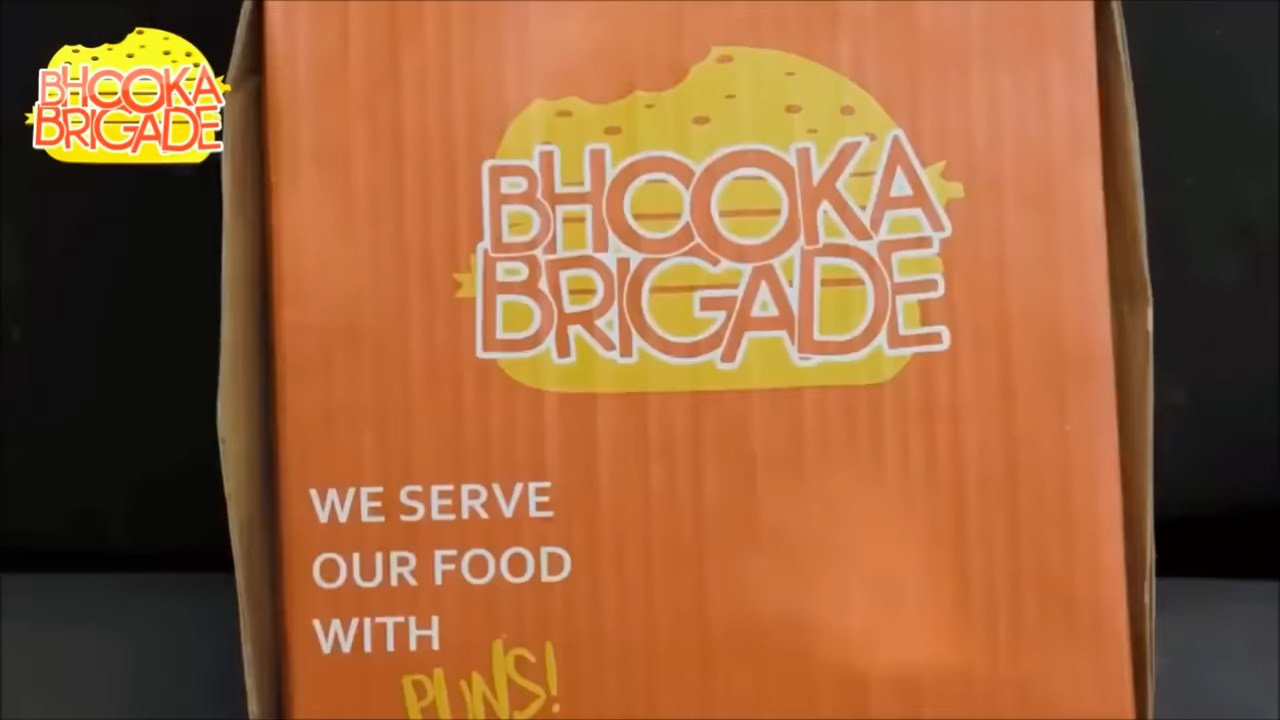 BHOOKA
BRIGADE
BHOOKA
BRIGADE
WE SERVE
OUR FOOD
WITH
PUNS!